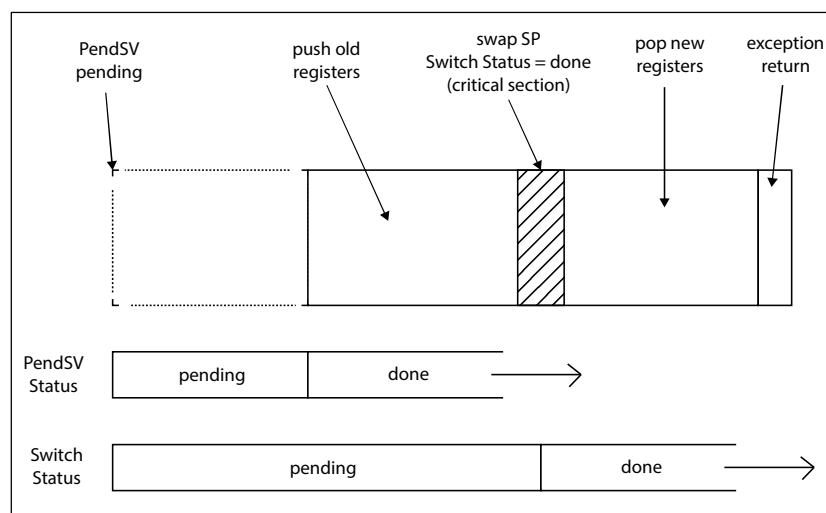 PendSV
pending
push old
registers
swap SP
Switch Status = done
(critical section)
pop new
registers
exception
return
PendSV
Status
pending
done
Switch
Status
pending
done